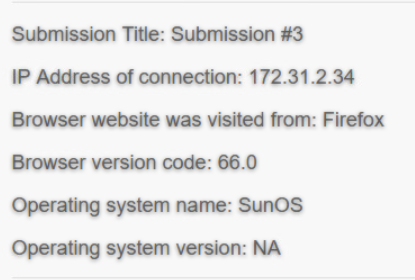 Submission Title: Submission #3
IP Address of connection: 172.31.2.34
Browser website was visited from: Firefox
Browser version code: 66.0
Operating system name: SunOS
Operating system version: NA